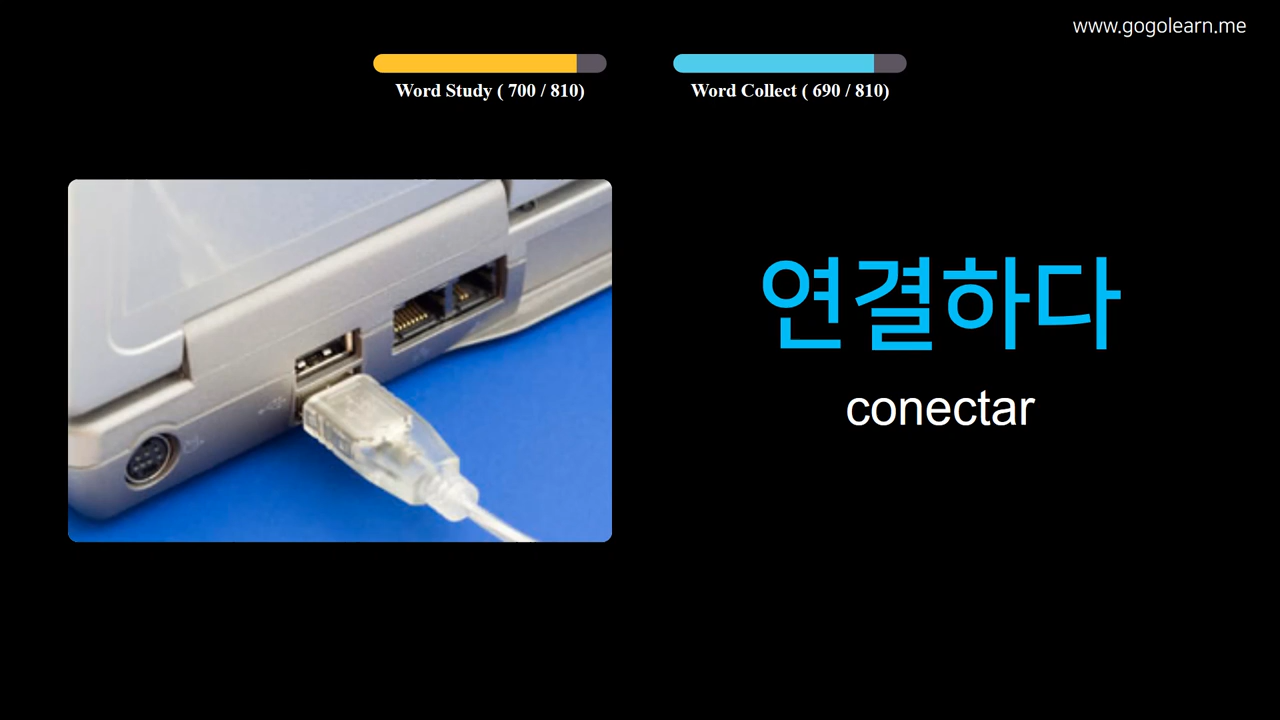 www.gogolearn.me
Word Study ( 700 / 810)
Word Collect ( 690 / 810)
연결하다
conectar